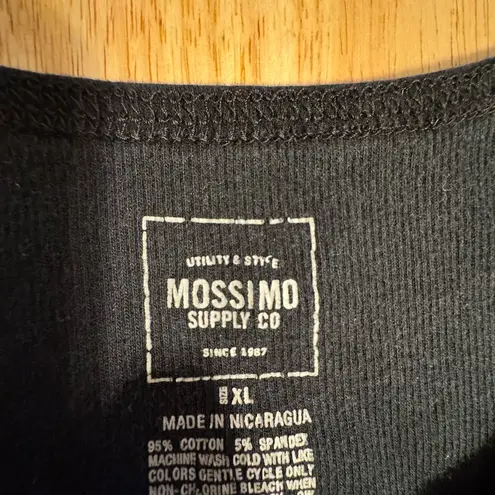 UTILITY & STYLE
MOSSIMO
SUPPLY CO
SINCE 1987
SIZE XL
MADE IN NICARAGUA
95% COTTON 5% SPANDEX
MACHINE WASH COLD WITH LIKE
COLORS GENTLE CYCLE ONLY
NON-CHLORINE BLEACH WHEN